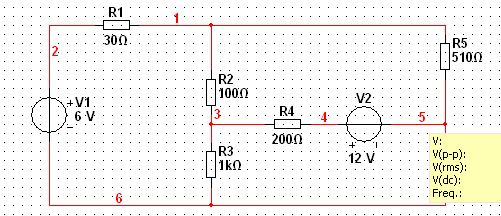 R1
1
30Ω
2
R5
510Ω
R2
100Ω
V1
+
6 V
3
R4
4
V2
5
200Ω
+
12 V
R3
1kΩ
V:
V(p-p):
V(rms):
V(dc):
Freq.:
6